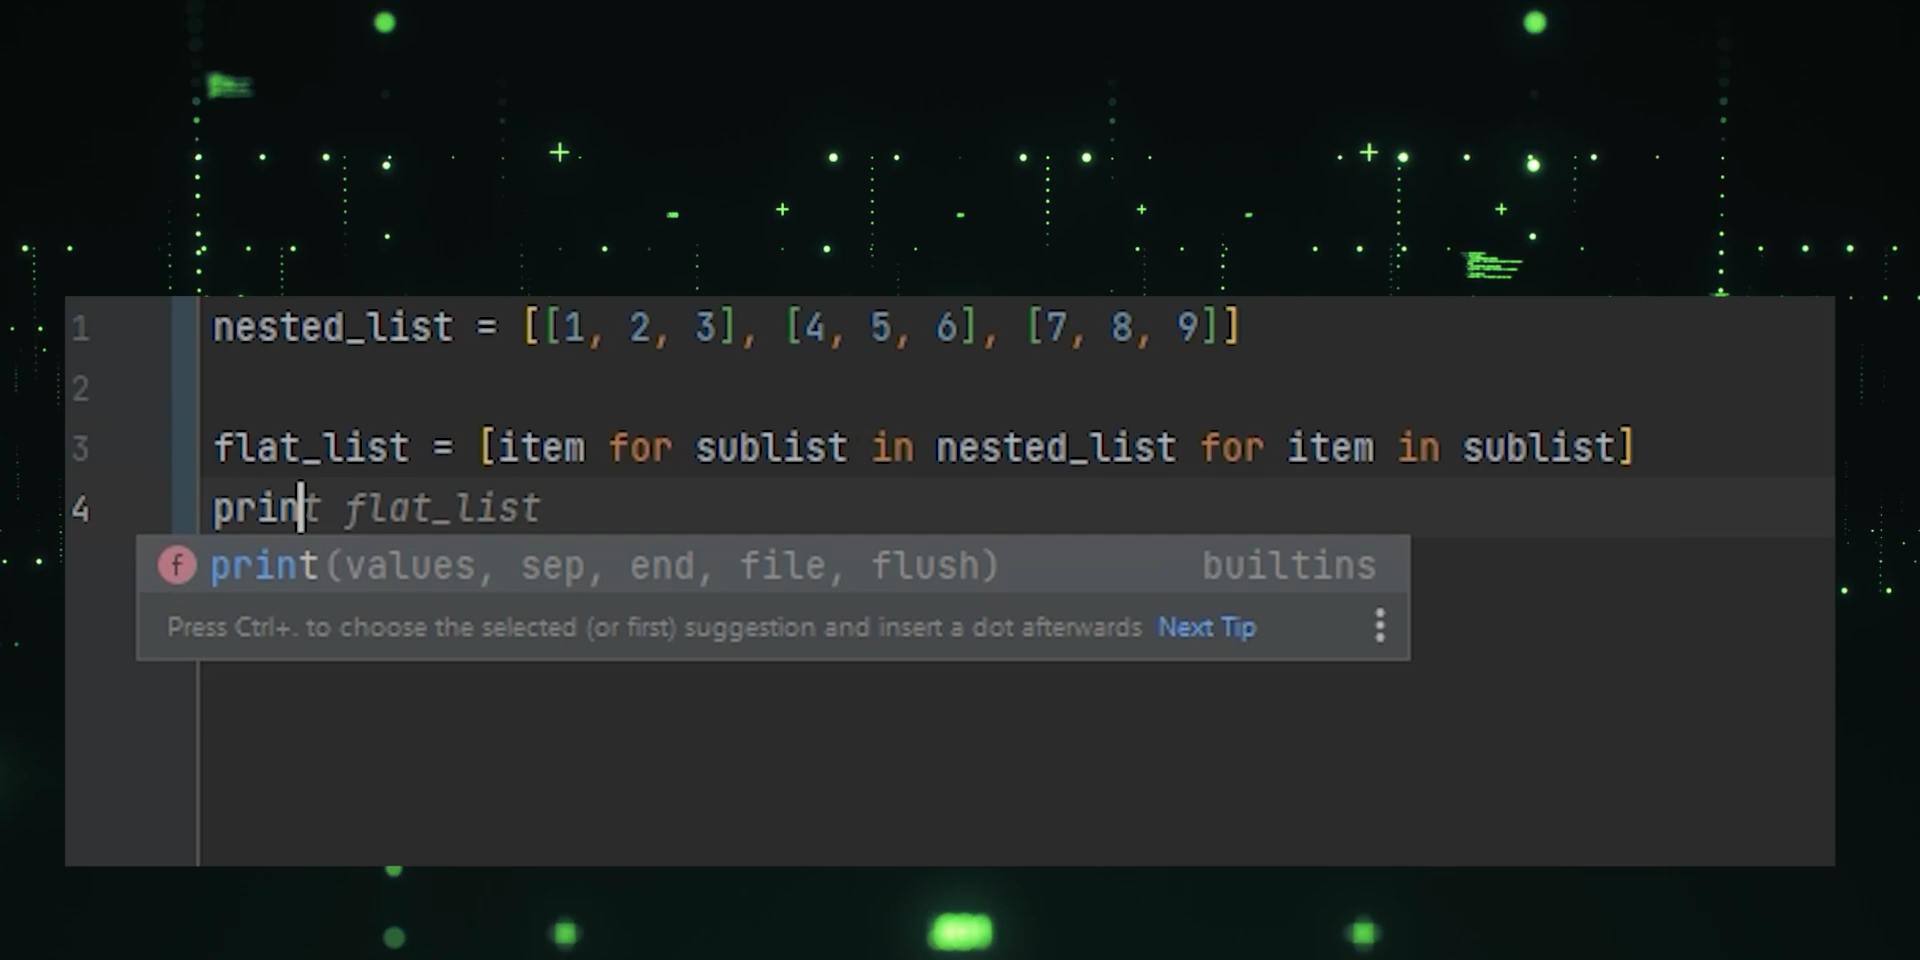 1 nested_list = [[1, 2, 3], [4, 5, 6], [7, 8, 9]]
2
3 flat_list = [item for sublist in nested_list for item in sublist]
4 print flat_list
f print(values, sep, end, file, flush) builtins
Press Ctrl+. to choose the selected (or first) suggestion and insert a dot afterwards Next Tip